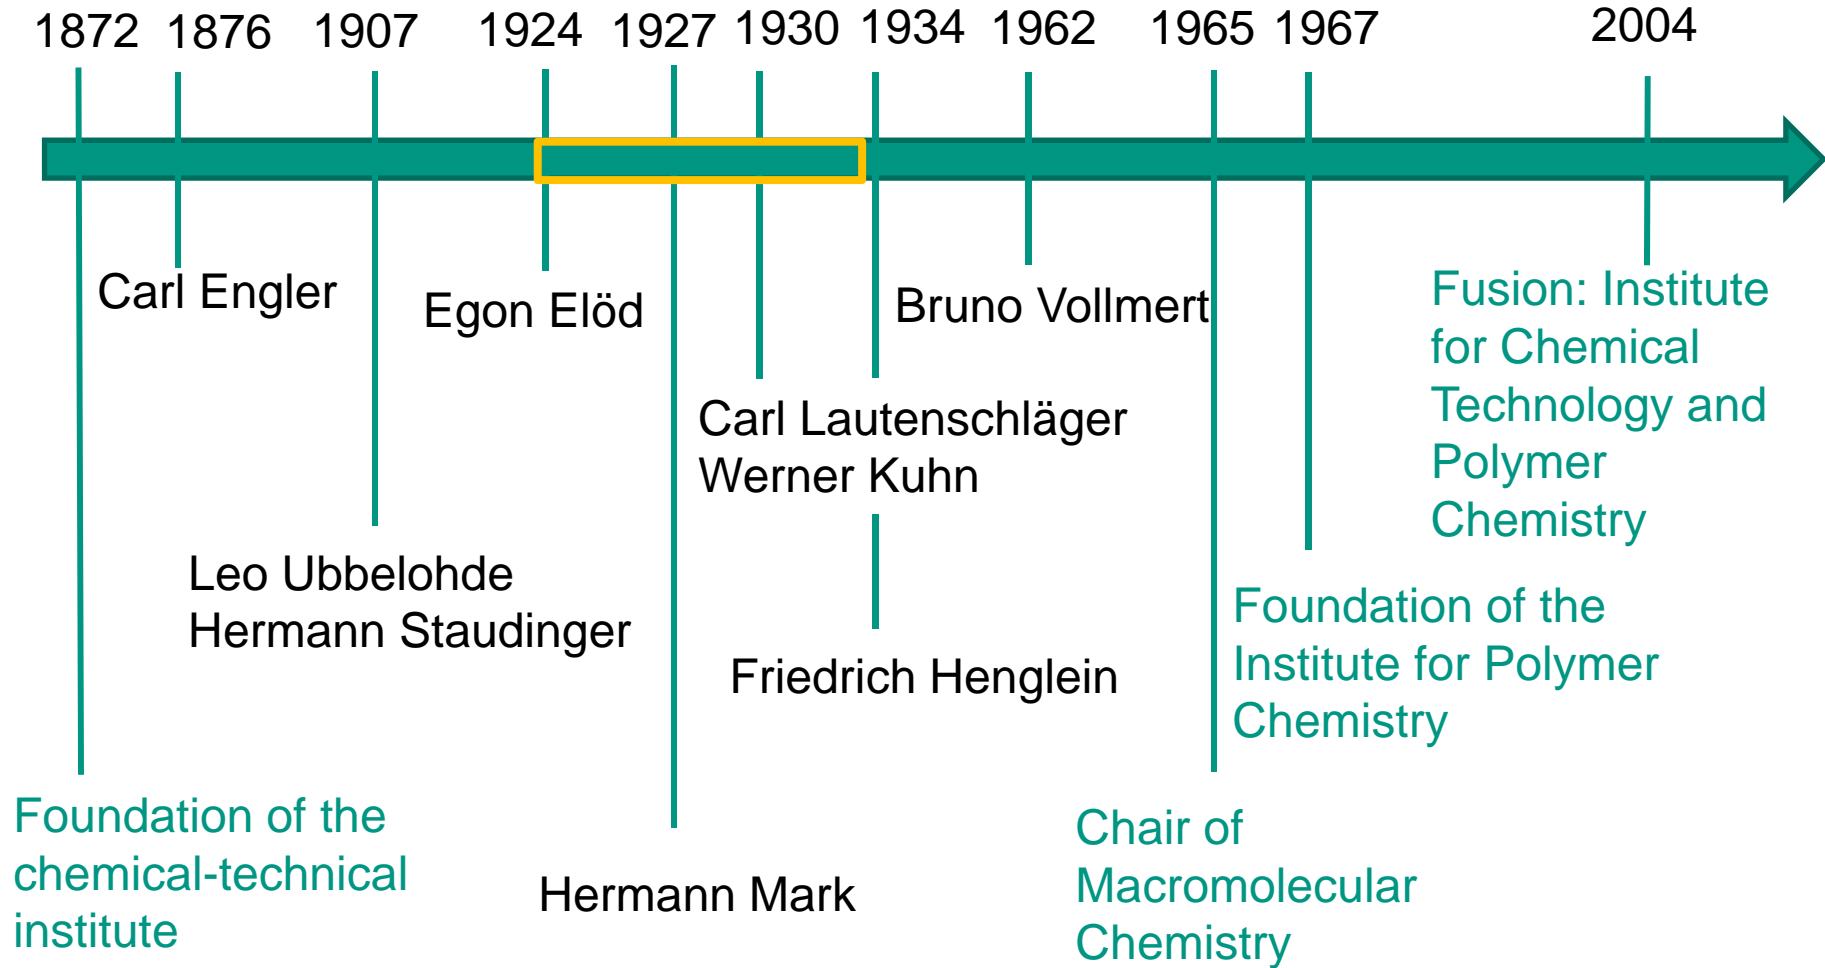 1872 1876 1907 1924 1927 1930 1934 1962 1965 1967 2004
Carl Engler
Egon Elöd
Bruno Vollmert
Fusion: Institute
for Chemical
Technology and
Polymer
Chemistry
Carl Lautenschläger
Werner Kuhn
Leo Ubbelohde
Hermann Staudinger
Friedrich Henglein
Foundation of the
Institute for Polymer
Chemistry
Foundation of the
chemical-technical
institute
Hermann Mark
Chair of
Macromolecular
Chemistry